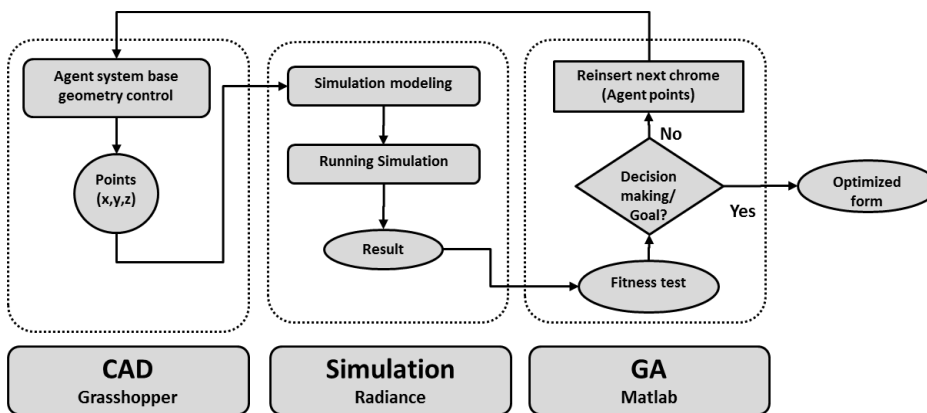 Agent system base
geometry control
Points
(x,y,z)
Simulation modeling
Running Simulation
Result
Reinsert next chrome
(Agent points)
No
Decision
making/
Goal?
Yes
Fitness test
Optimized
form
CAD
Grasshopper
Simulation
Radiance
GA
Matlab